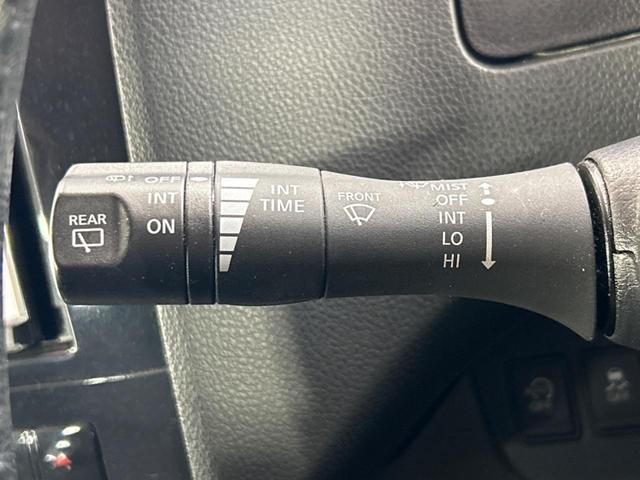 REAR
OFF
INT
ON
INT
TIME
FRONT
MIST
OFF
INT
LO
HI